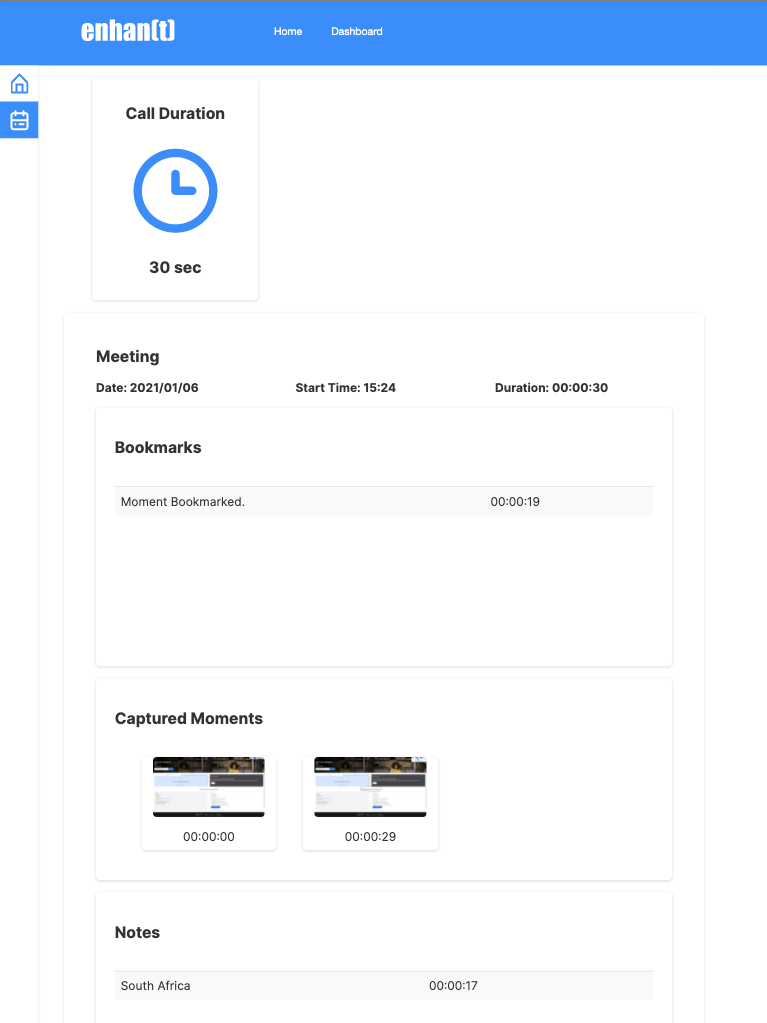 enhan(t)
Home Dashboard
Call Duration
30 sec
Meeting
Date: 2021/01/06 Start Time: 15:24 Duration: 00:00:30
Bookmarks
Moment Bookmarked. 00:00:19
Captured Moments
00:00:00 00:00:29
Notes
South Africa 00:00:17